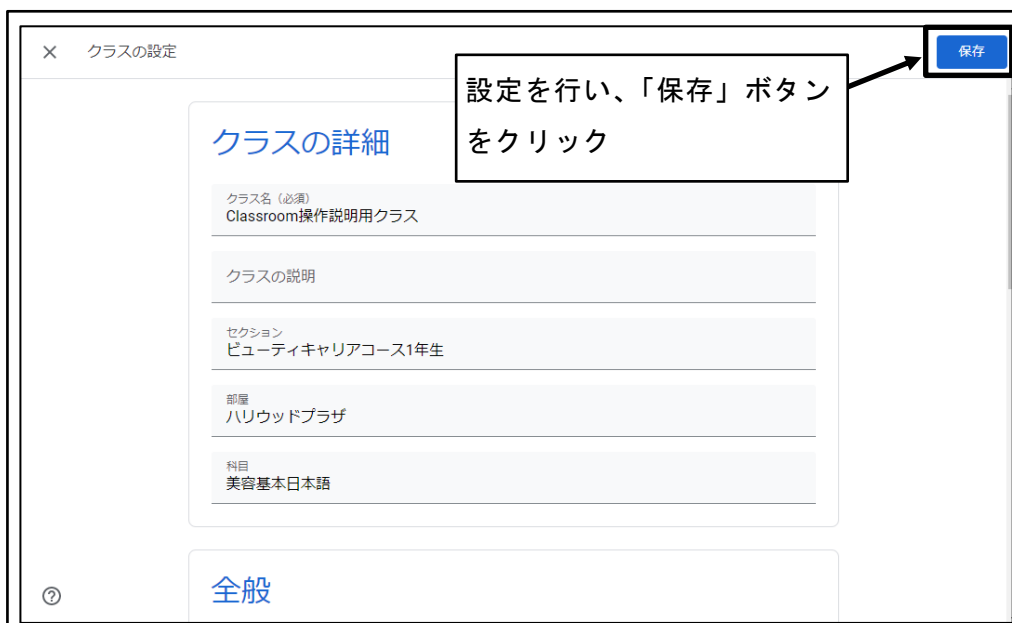 クラスの設定
保存
設定を行い、「保存」ボタン
をクリック
クラスの詳細
クラス名（必須）
Classroom操作説明用クラス
クラスの説明
セクション
ビューティキャリアコース1年生
部屋
ハリウッドプラザ
科目
美容基本日本語
全般